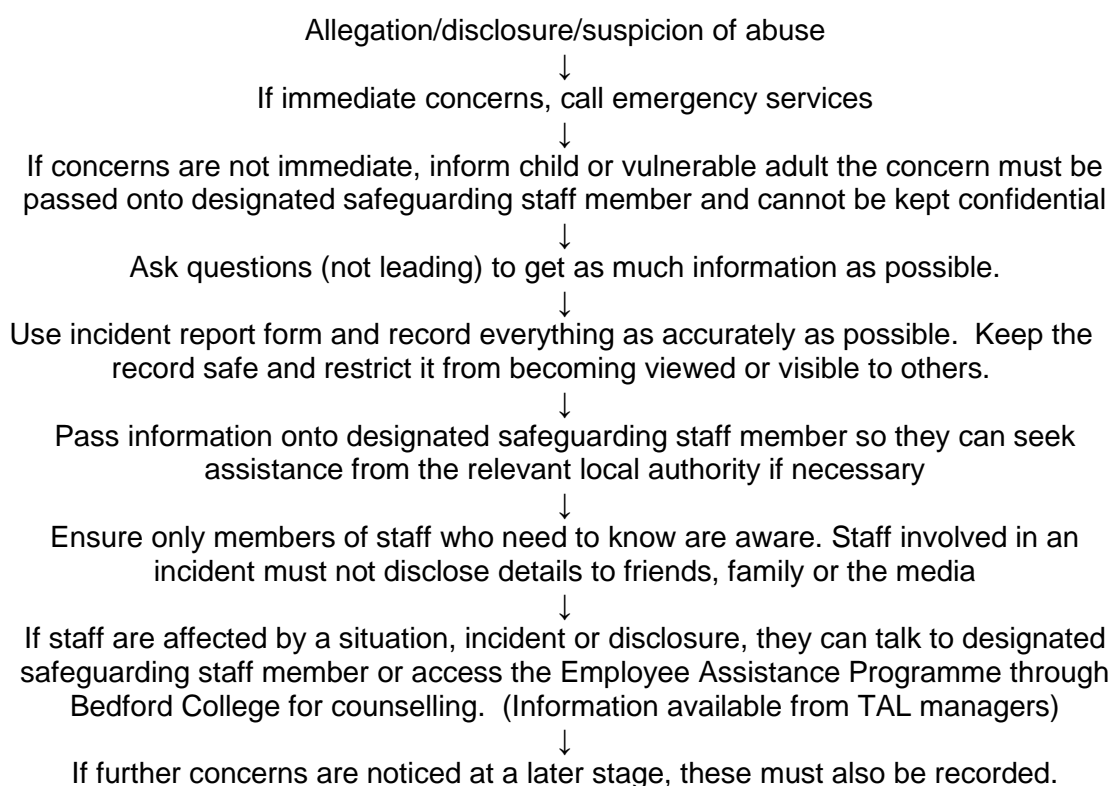 Allegation/disclosure/suspicion of abuse
↓
If immediate concerns, call emergency services
↓
If concerns are not immediate, inform child or vulnerable adult the concern must be
passed onto designated safeguarding staff member and cannot be kept confidential
↓
Ask questions (not leading) to get as much information as possible.
↓
Use incident report form and record everything as accurately as possible.  Keep the
record safe and restrict it from becoming viewed or visible to others.
↓
Pass information onto designated safeguarding staff member so they can seek
assistance from the relevant local authority if necessary
↓
Ensure only members of staff who need to know are aware. Staff involved in an
incident must not disclose details to friends, family or the media
↓
If staff are affected by a situation, incident or disclosure, they can talk to designated
safeguarding staff member or access the Employee Assistance Programme through
Bedford College for counselling.  (Information available from TAL managers)
↓
If further concerns are noticed at a later stage, these must also be recorded.